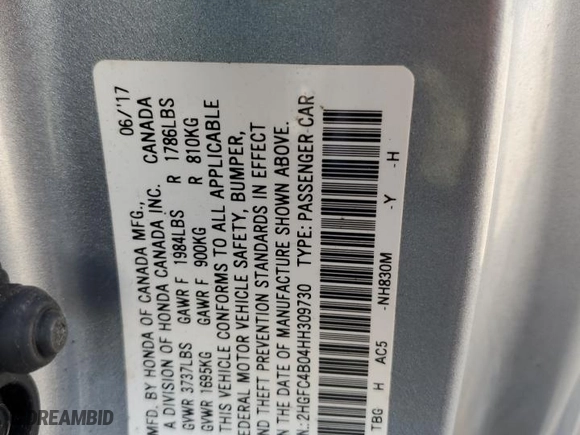 MFD. BY HONDA OF CANADA MFG., 06/'17
A DIVISION OF HONDA CANADA INC. CANADA
GVWR 3737LBS GAWR F 1984LBS R 1786LBS
GVWR 1695KG GAWR F 900KG R 810KG
THIS VEHICLE CONFORMS TO ALL APPLICABLE
FEDERAL MOTOR VEHICLE SAFETY, BUMPER,
THEFT PREVENTION STANDARDS IN EFFECT
ON THE DATE OF MANUFACTURE SHOWN ABOVE.
.N.:2HGFC4B04HH309730 TYPE: PASSENGER CAR
-Y -H
TBG H AC5 -NH830M
DREAMBID